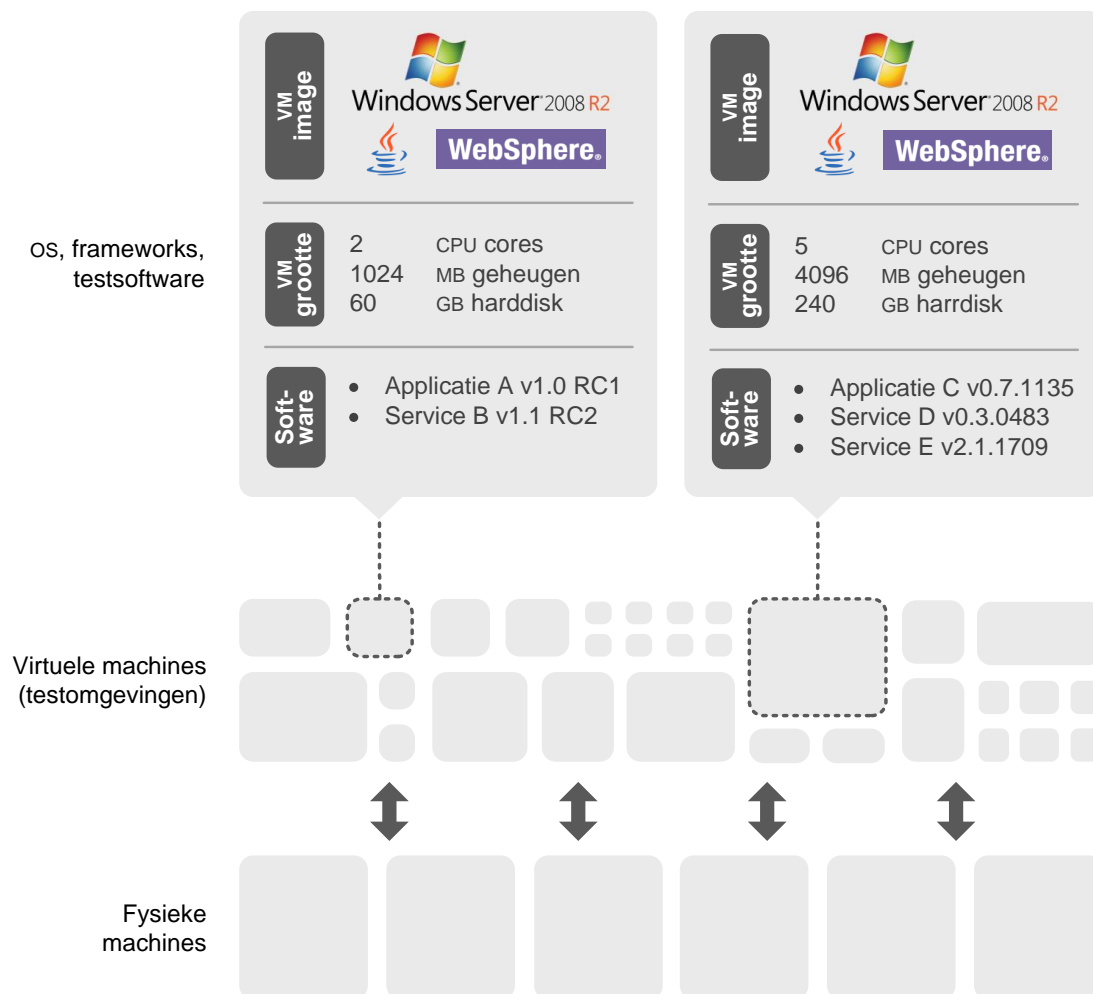 VM
image
Windows Server 2008 R2
WebSphere®
VM
grootte
2 CPU cores
1024 MB geheugen
60 GB harddisk
Soft-
ware
• Applicatie A v1.0 RC1
• Service B v1.1 RC2
VM
image
Windows Server 2008 R2
WebSphere®
VM
grootte
5 CPU cores
4096 MB geheugen
240 GB harrdisk
Soft-
ware
• Applicatie C v0.7.1135
• Service D v0.3.0483
• Service E v2.1.1709
OS, frameworks,
testsoftware
Virtuele machines
(testomgevingen)
Fysieke
machines